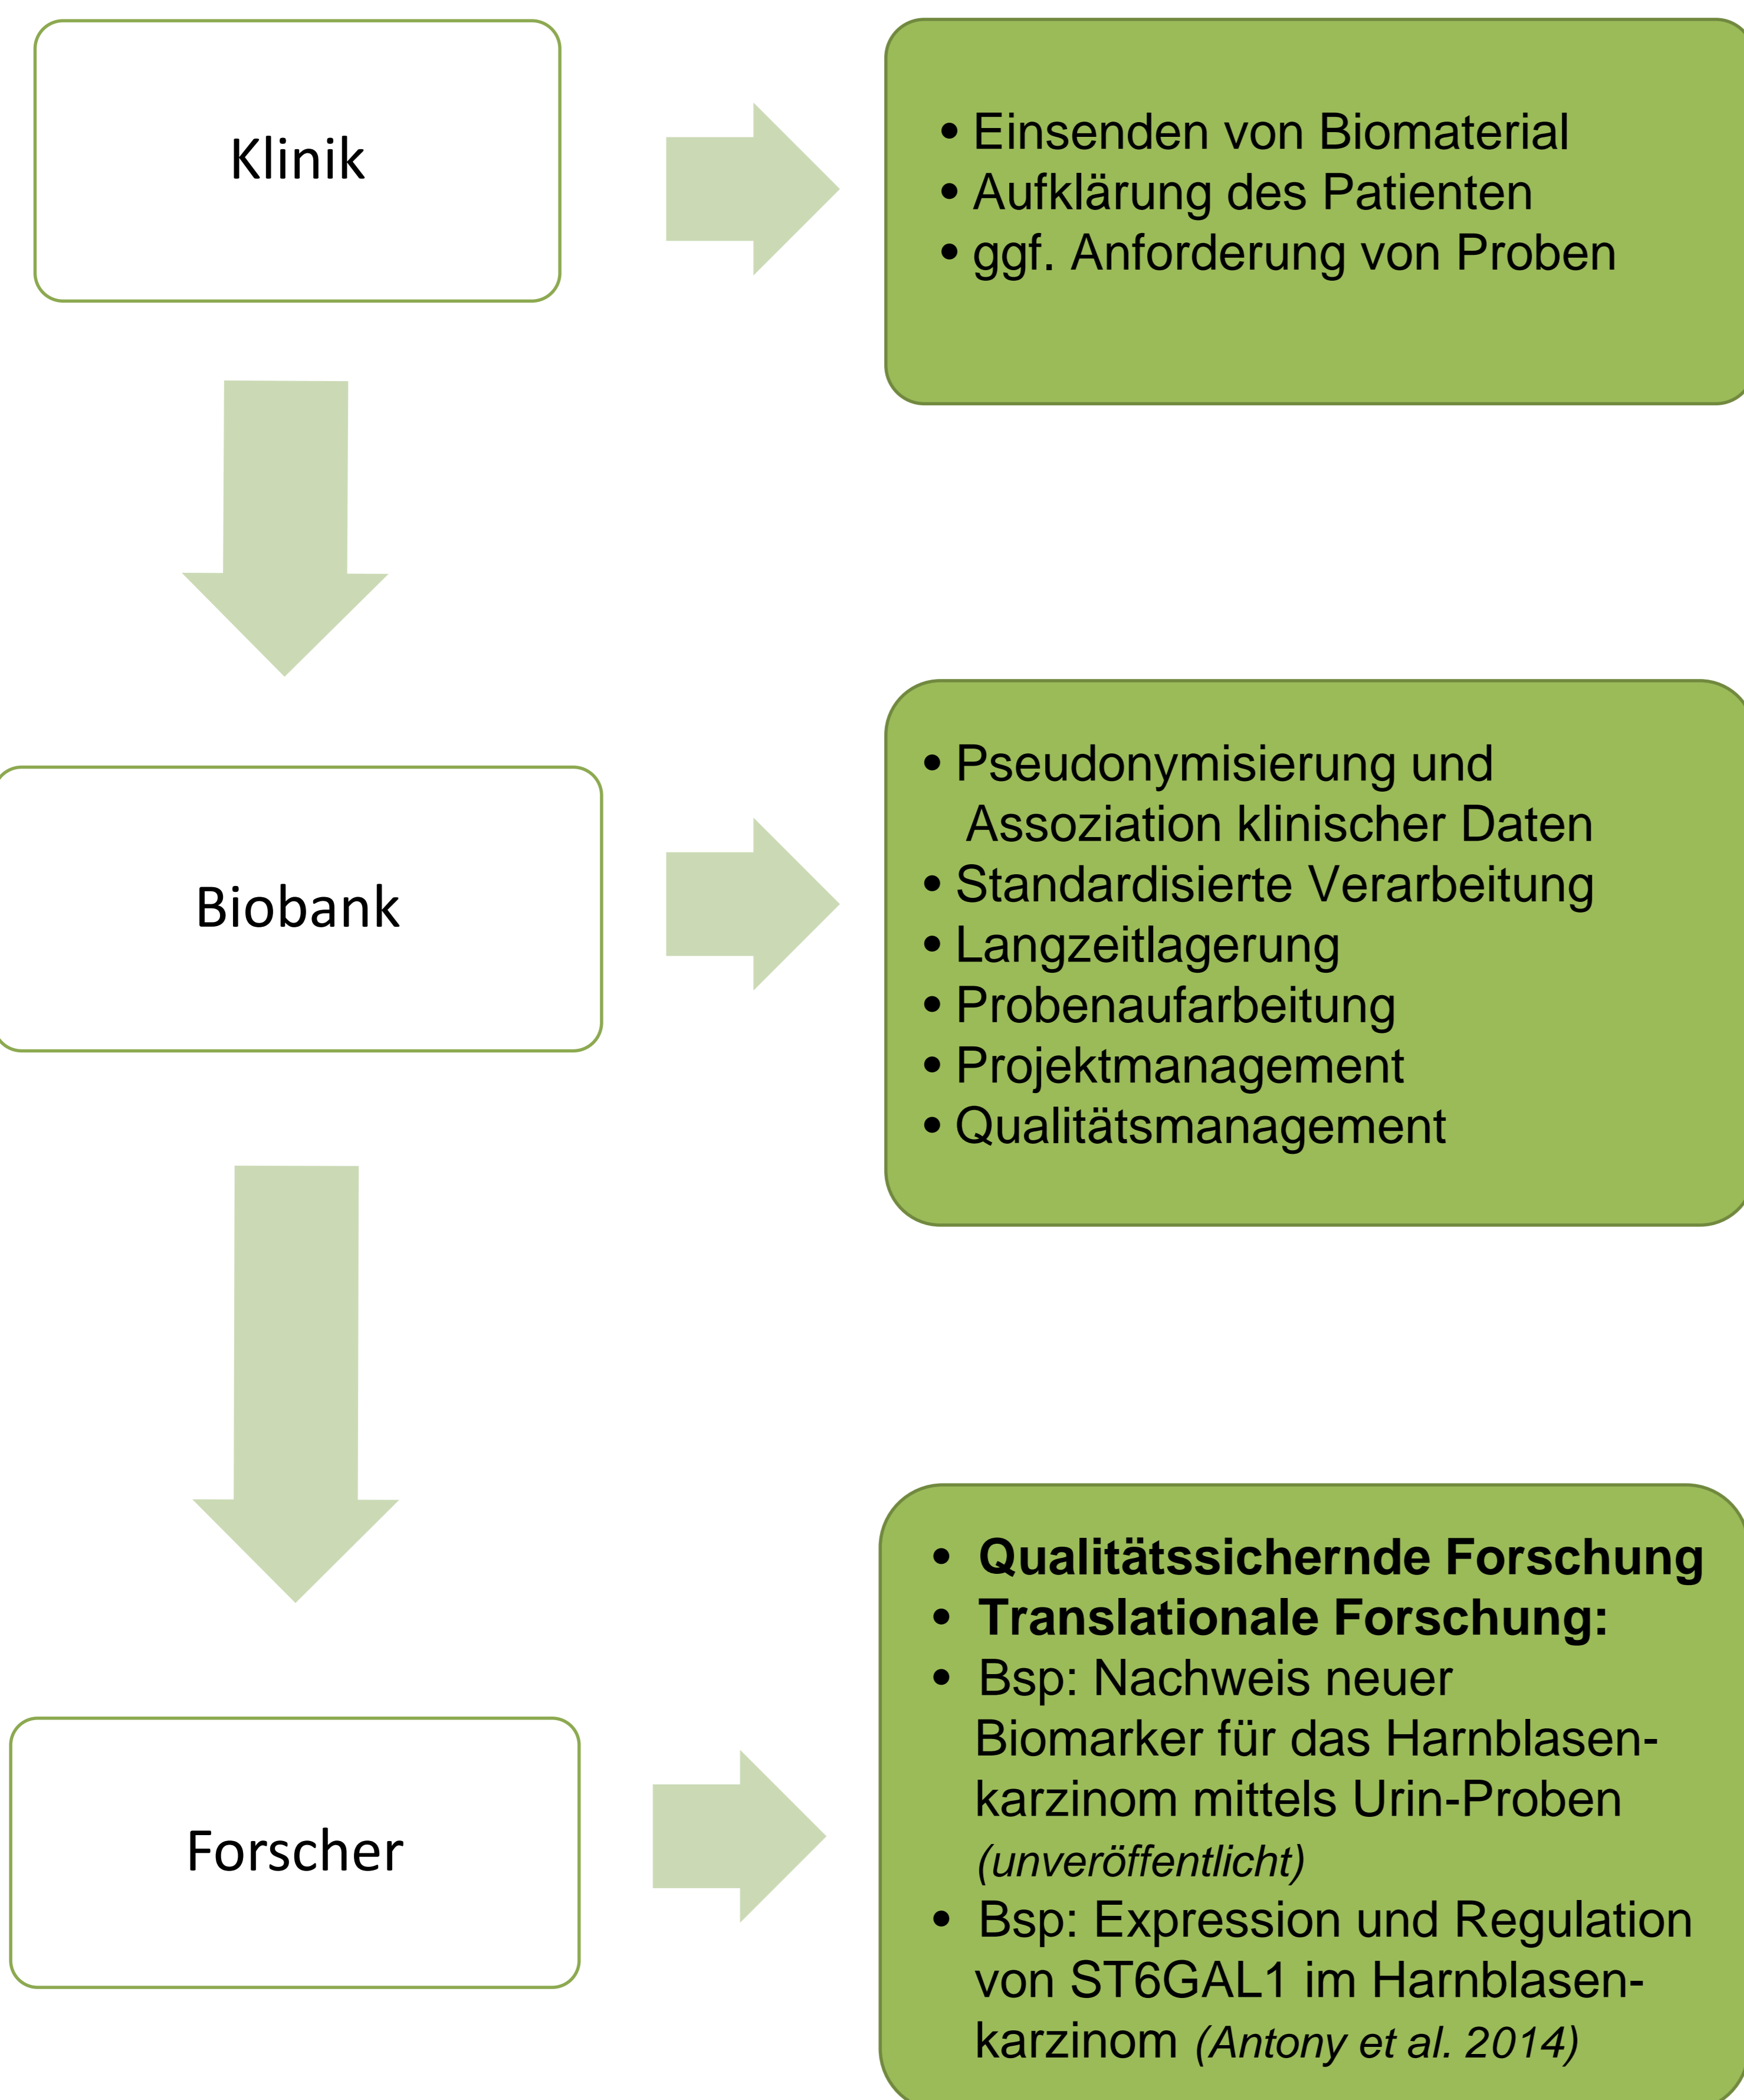 Klinik
• Einsenden von Biomaterial
• Aufklärung des Patienten
• ggf. Anforderung von Proben
Biobank
• Pseudonymisierung und
Assoziation klinischer Daten
• Standardisierte Verarbeitung
• Langzeitlagerung
• Probenaufarbeitung
• Projektmanagement
• Qualitätsmanagement
Forscher
• Qualitätssichernde Forschung
• Translationale Forschung:
• Bsp: Nachweis neuer
Biomarker für das Harnblasen-
karzinom mittels Urin-Proben
(unveröffentlicht)
• Bsp: Expression und Regulation
von ST6GAL1 im Harnblasen-
karzinom (Antony et al. 2014)